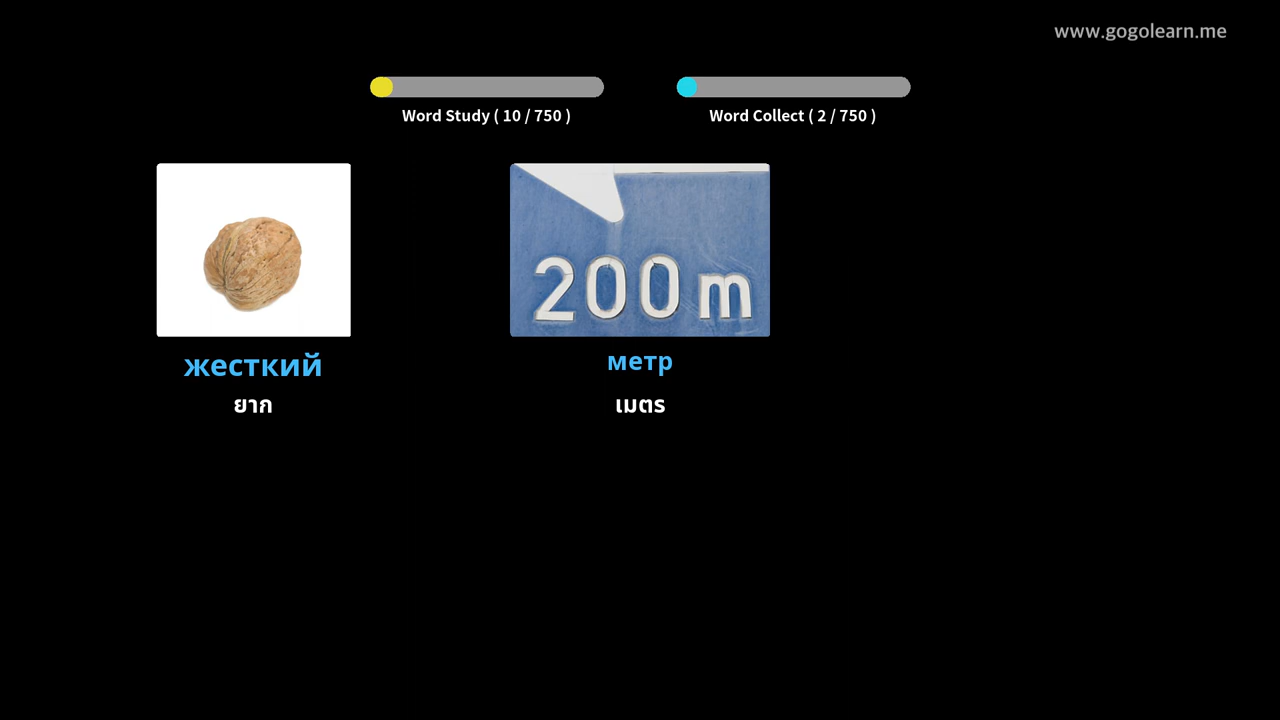 www.gogolearn.me
Word Study ( 10 / 750 )
Word Collect ( 2 / 750 )
200 m
жесткий
метр
ยาก
เมตร